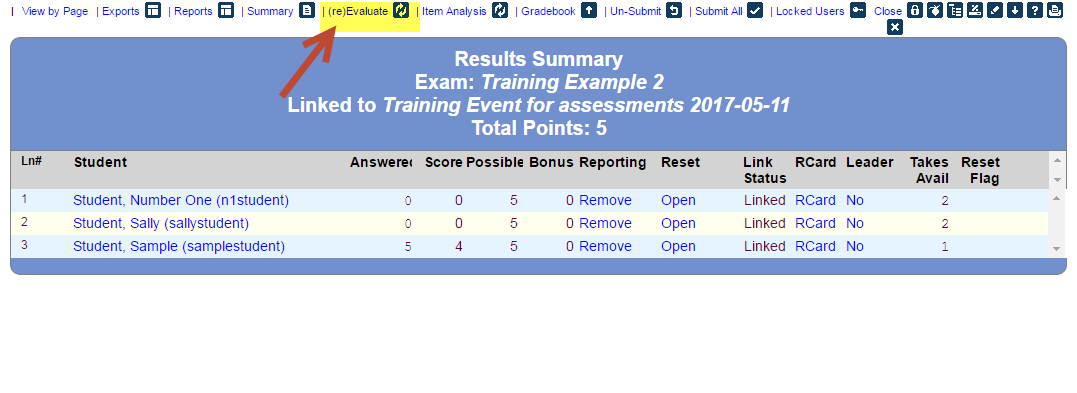 | View by Page | Exports | Reports | Summary | (re)Evaluate | Item Analysis | Gradebook | Un-Submit | Submit All | Locked Users Close
Results Summary
Exam: Training Example 2
Linked to Training Event for assessments 2017-05-11
Total Points: 5
Ln# Student Answered Score Possible Bonus Reporting Reset Link Status RCard Leader Takes Avail Reset Flag
1 Student, Number One (n1student) 0 0 5 0 Remove Open Linked RCard No 2
2 Student, Sally (sallystudent) 0 0 5 0 Remove Open Linked RCard No 2
3 Student, Sample (samplestudent) 5 4 5 0 Remove Open Linked RCard No 1